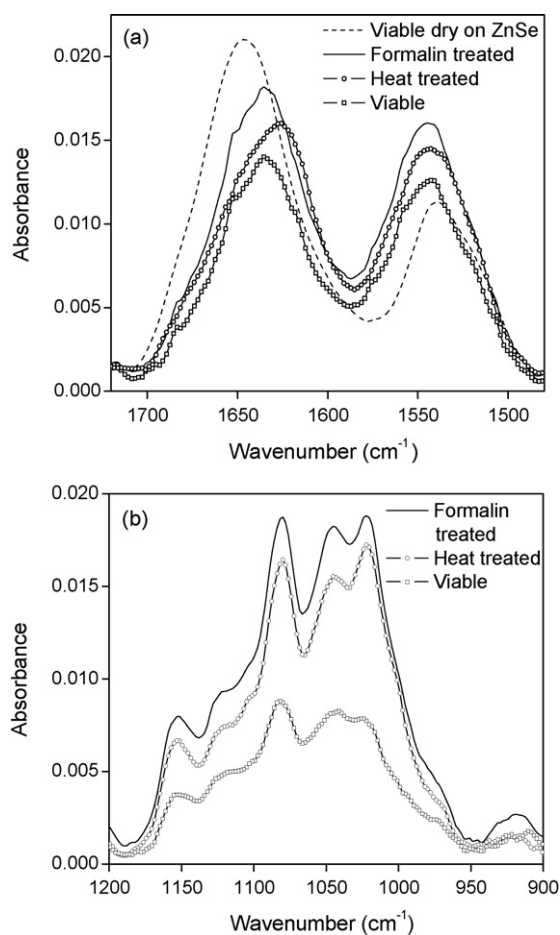 (a)
Viable dry on ZnSe
Formalin treated
Heat treated
Viable
0.020
0.015
0.010
0.005
0.000
Absorbance
1700
1650
1600
1550
1500
Wavenumber (cm⁻¹)
(b)
Formalin
treated
Heat treated
Viable
0.020
0.015
0.010
0.005
0.000
Absorbance
1200
1150
1100
1050
1000
950
900
Wavenumber (cm⁻¹)